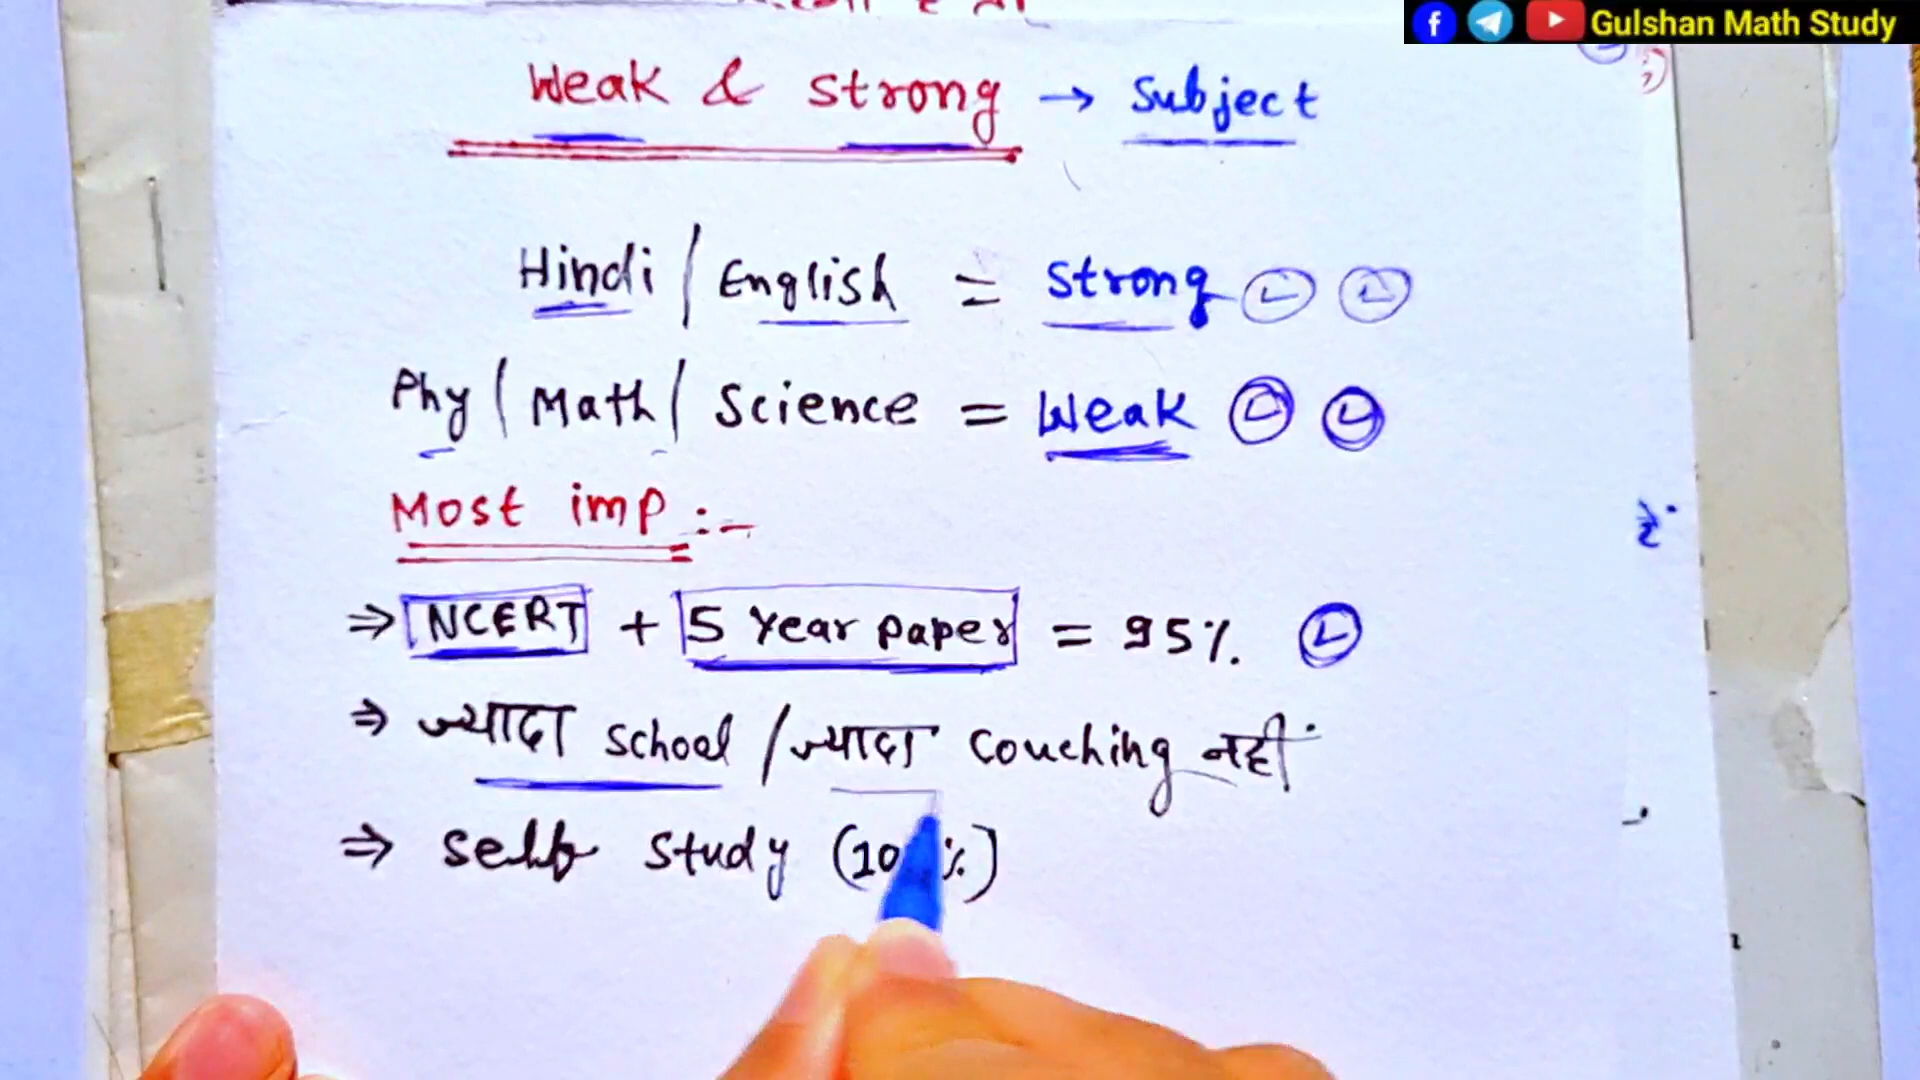 Gulshan Math Study
Weak & strong → Subject
Hindi / English = strong
Phy / Math / Science = Weak
Most imp :-
⇒ NCERT + 5 Year paper = 95%.
⇒ ज्यादा school / ज्यादा couching नहीं
⇒ Self study (100%)